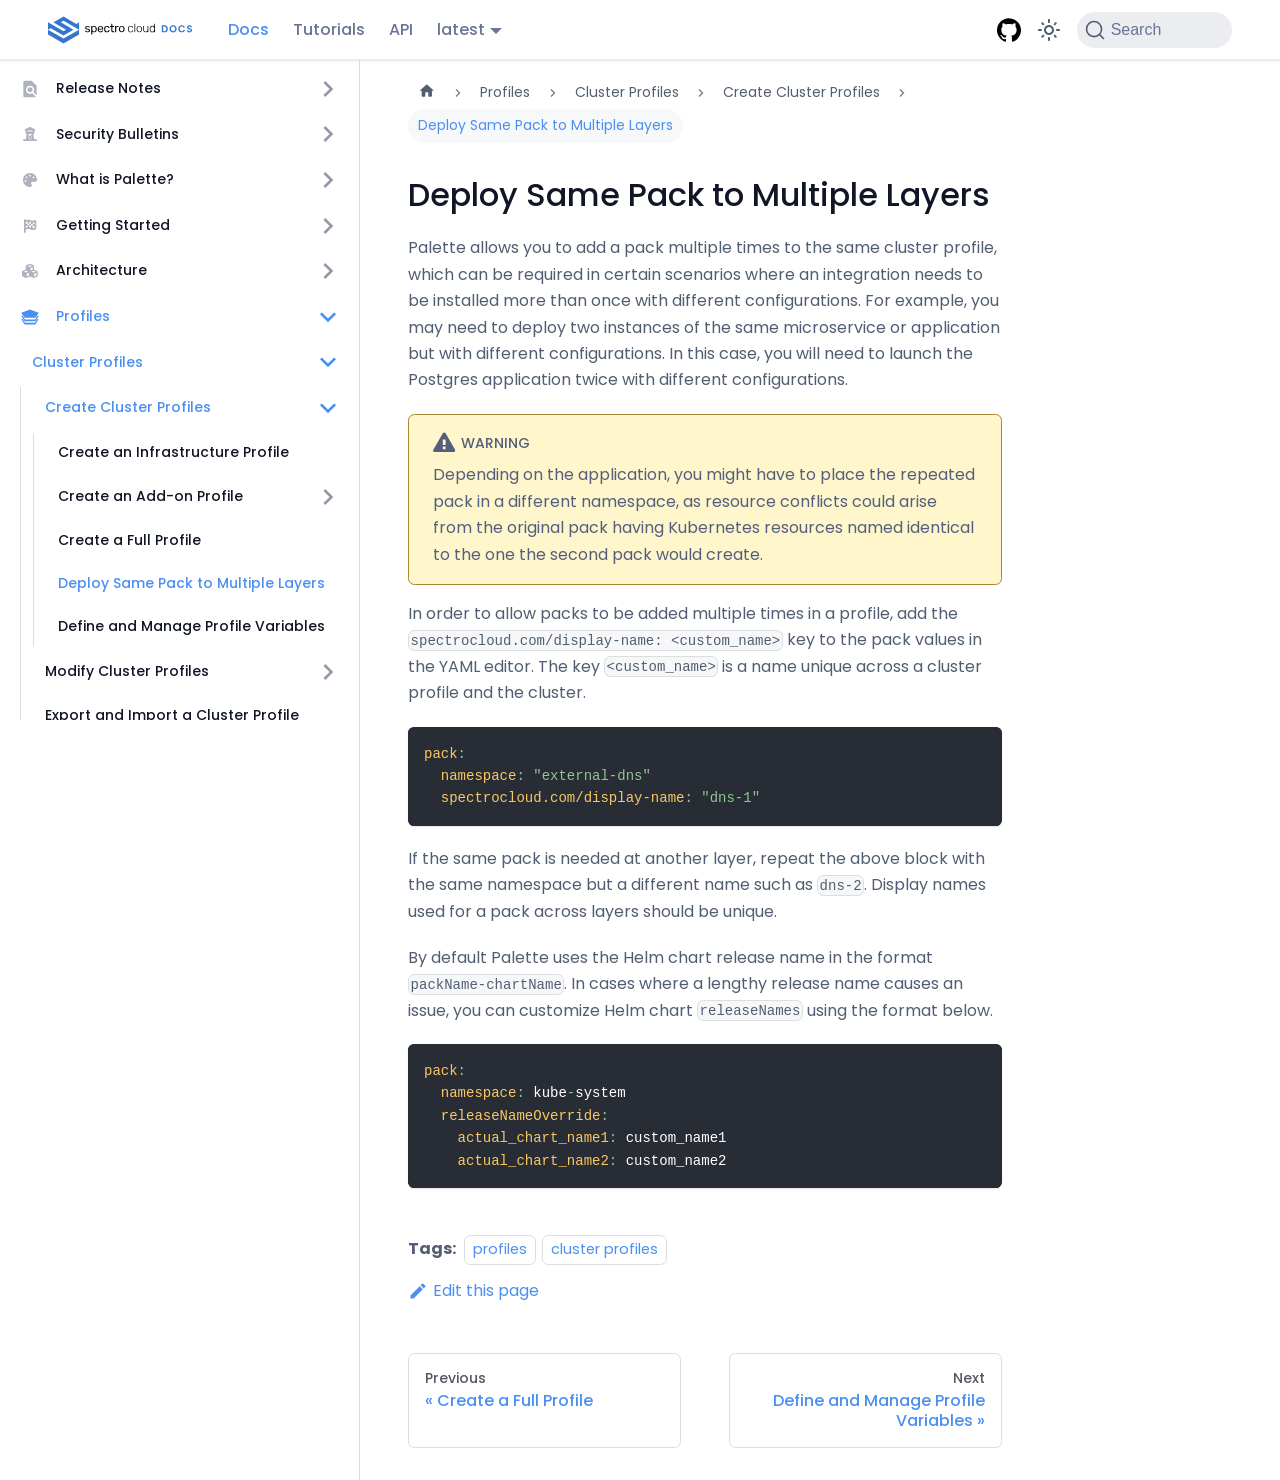 spectro cloud DOCS
Docs
Tutorials
API
latest
Search
Release Notes
Security Bulletins
What is Palette?
Getting Started
Architecture
Profiles
Cluster Profiles
Create Cluster Profiles
Create an Infrastructure Profile
Create an Add-on Profile
Create a Full Profile
Deploy Same Pack to Multiple Layers
Define and Manage Profile Variables
Modify Cluster Profiles
Export and Import a Cluster Profile
Profiles
Cluster Profiles
Create Cluster Profiles
Deploy Same Pack to Multiple Layers
Deploy Same Pack to Multiple Layers
Palette allows you to add a pack multiple times to the same cluster profile,
which can be required in certain scenarios where an integration needs to
be installed more than once with different configurations. For example, you
may need to deploy two instances of the same microservice or application
but with different configurations. In this case, you will need to launch the
Postgres application twice with different configurations.
WARNING
Depending on the application, you might have to place the repeated
pack in a different namespace, as resource conflicts could arise
from the original pack having Kubernetes resources named identical
to the one the second pack would create.
In order to allow packs to be added multiple times in a profile, add the
spectrocloud.com/display-name: <custom_name> key to the pack values in
the YAML editor. The key <custom_name> is a name unique across a cluster
profile and the cluster.
pack:
  namespace: "external-dns"
  spectrocloud.com/display-name: "dns-1"
If the same pack is needed at another layer, repeat the above block with
the same namespace but a different name such as dns-2. Display names
used for a pack across layers should be unique.
By default Palette uses the Helm chart release name in the format
packName-chartName. In cases where a lengthy release name causes an
issue, you can customize Helm chart releaseNames using the format below.
pack:
  namespace: kube-system
  releaseNameOverride:
    actual_chart_name1: custom_name1
    actual_chart_name2: custom_name2
Tags: profiles cluster profiles
Edit this page
Previous
« Create a Full Profile
Next
Define and Manage Profile
Variables »